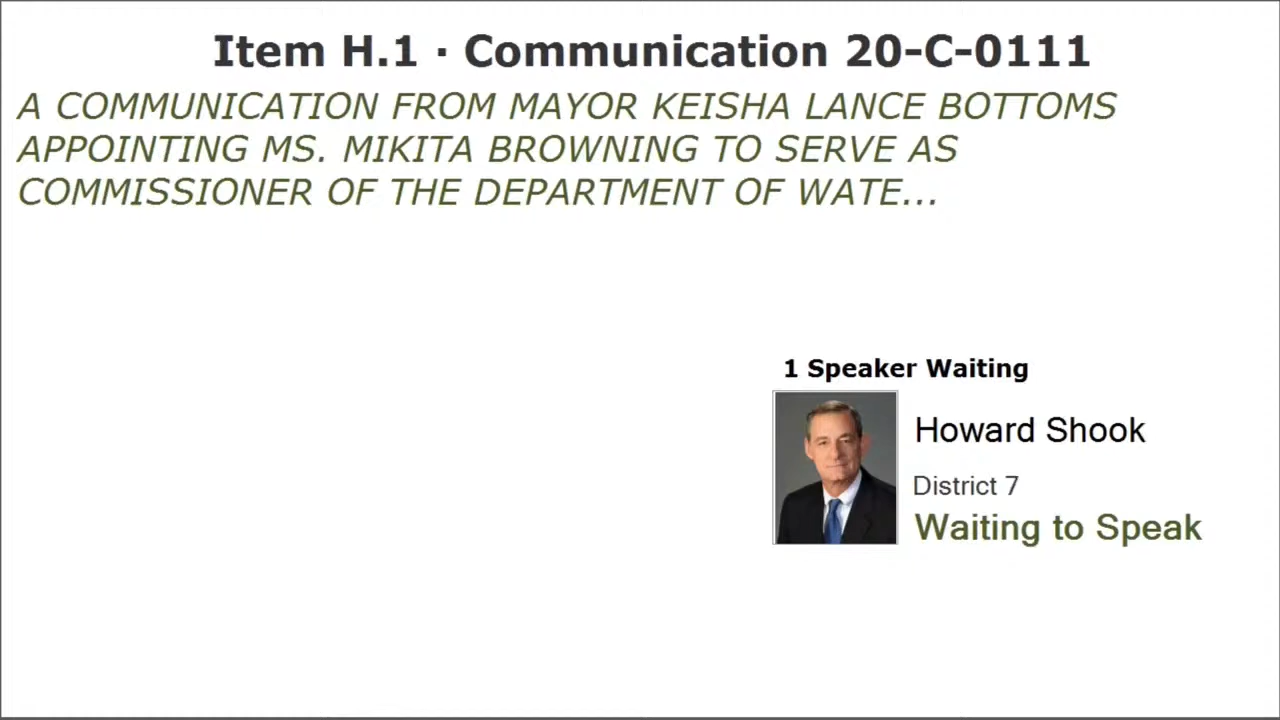 Item H.1 · Communication 20-C-0111
A COMMUNICATION FROM MAYOR KEISHA LANCE BOTTOMS
APPOINTING MS. MIKITA BROWNING TO SERVE AS
COMMISSIONER OF THE DEPARTMENT OF WATE...
1 Speaker Waiting
Howard Shook
District 7
Waiting to Speak